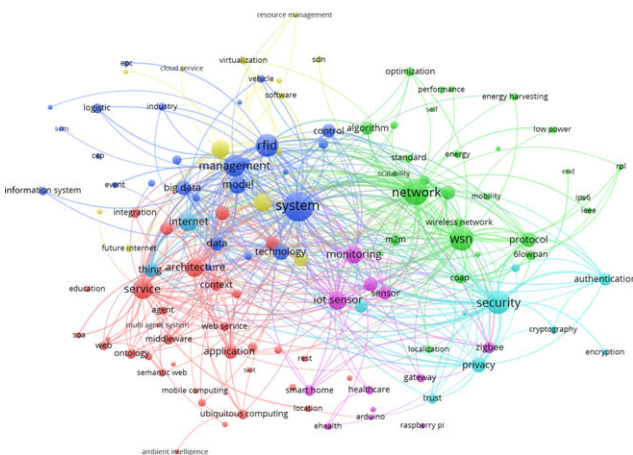 resource management
epc
cloud service
virtualization
sdn
vehicle
optimization
software
performance
energy harvesting
logistic
industry
self
som
rfid
control
algorithm
low power
cep
management
standard
energy
scalability
rpl
information system
event
big data
model
network
end
mobility
ipv6
ieee
integration
system
internet
wireless network
future internet
data
technology
m2m
wsn
protocol
6lowpan
thing
architecture
monitoring
coap
authentication
education
service
context
iot sensor
sensor
security
agent
soa
multi agent system
web service
cryptography
web
middleware
ontology
application
rest
localization
zigbee
encryption
semantic web
siot
privacy
gateway
mobile computing
smart home
healthcare
trust
ubiquitous computing
location
arduino
ehealth
raspberry pi
ambient intelligence